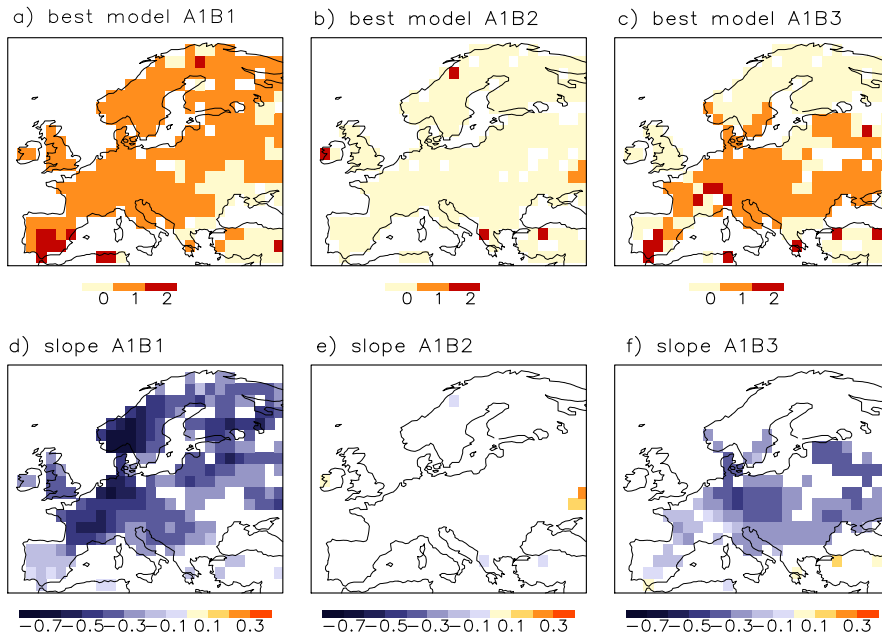 a) best model A1B1
b) best model A1B2
c) best model A1B3
0 1 2
0 1 2
0 1 2
d) slope A1B1
e) slope A1B2
f) slope A1B3
−0.7−0.5−0.3−0.1 0.1 0.3
−0.7−0.5−0.3−0.1 0.1 0.3
−0.7−0.5−0.3−0.1 0.1 0.3